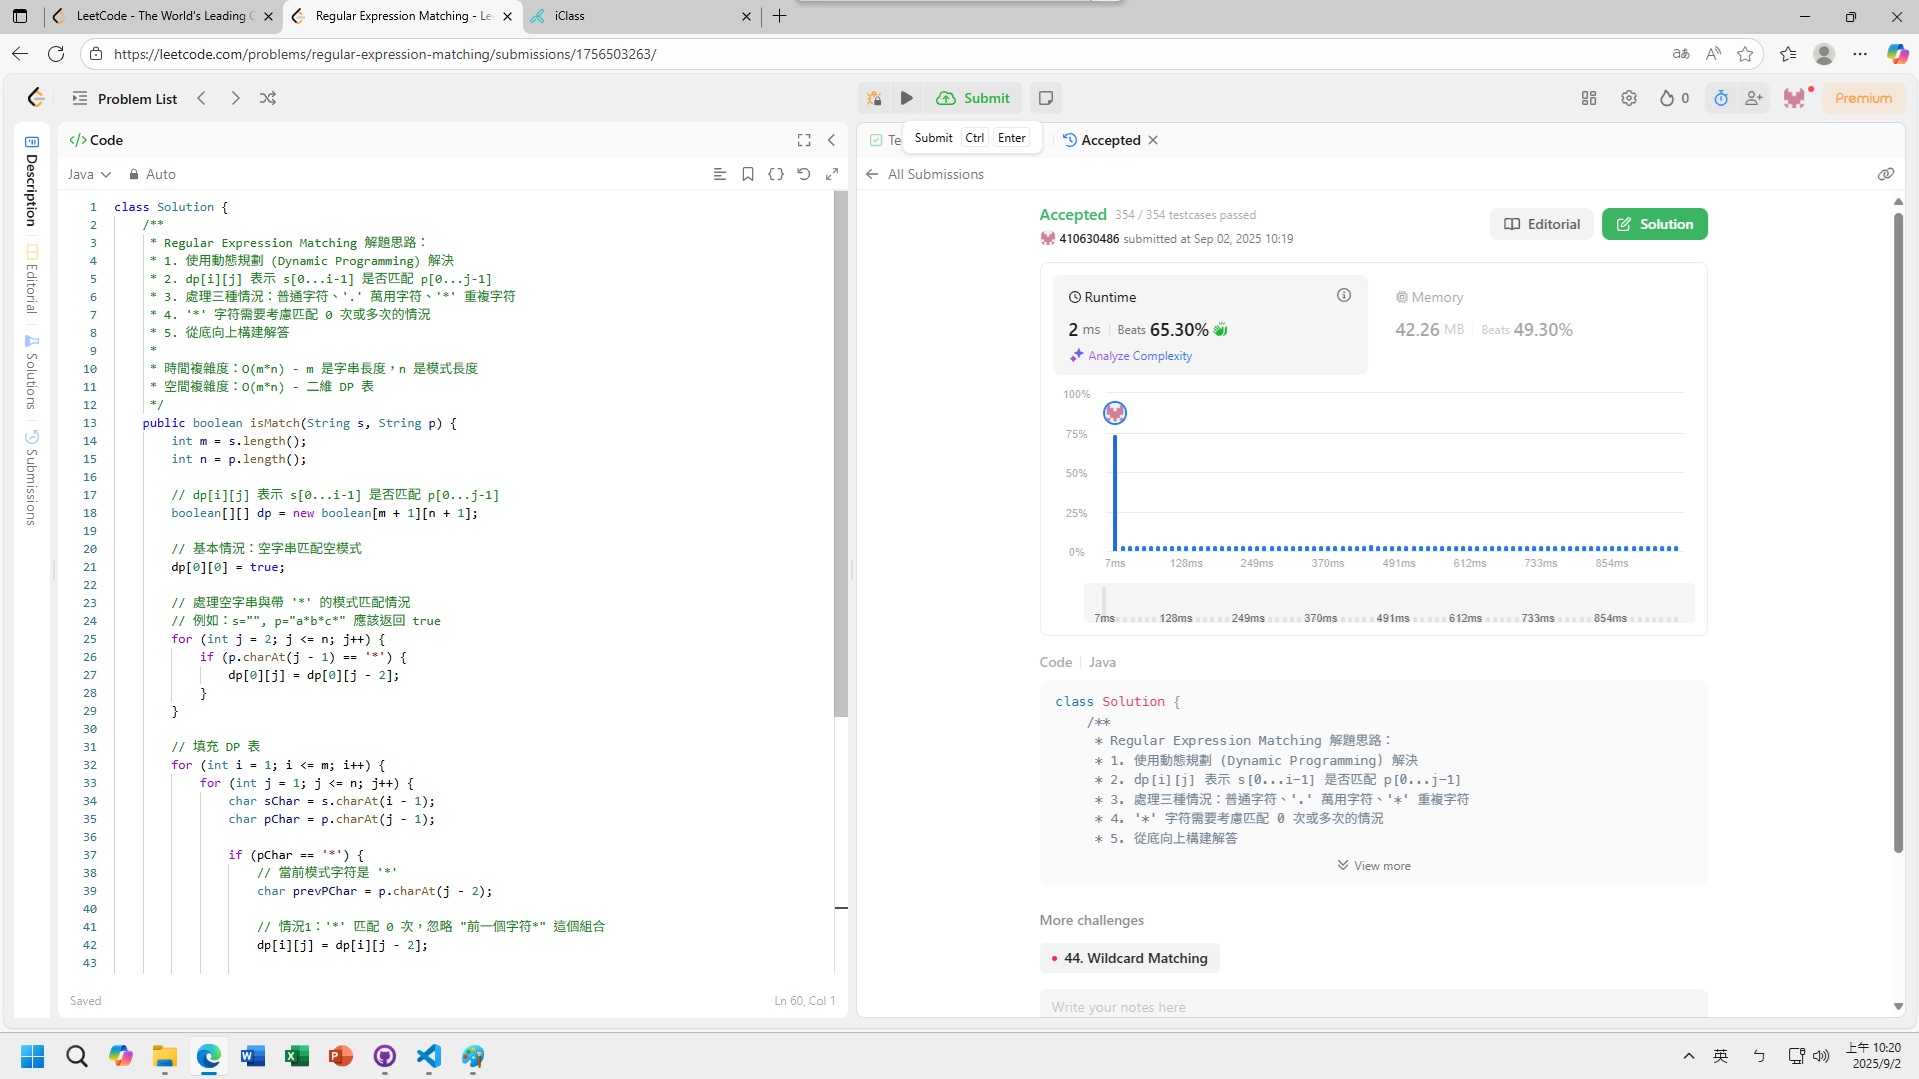 LeetCode - The World's Leading
Regular Expression Matching - Le
iClass
https://leetcode.com/problems/regular-expression-matching/submissions/1756503263/
Problem List
Submit
0
Premium
Description
Editorial
Solutions
Submissions
</> Code
Java
Auto
1 class Solution {
2 /**
3 * Regular Expression Matching 解題思路：
4 * 1. 使用動態規劃 (Dynamic Programming) 解決
5 * 2. dp[i][j] 表示 s[0...i-1] 是否匹配 p[0...j-1]
6 * 3. 處理三種情況：普通字符、'.' 萬用字符、'*' 重複字符
7 * 4. '*' 字符需要考慮匹配 0 次或多次的情況
8 * 5. 從底向上構建解答
9 *
10 * 時間複雜度：O(m*n) - m 是字串長度，n 是模式長度
11 * 空間複雜度：O(m*n) - 二維 DP 表
12 */
13 public boolean isMatch(String s, String p) {
14 int m = s.length();
15 int n = p.length();
16
17 // dp[i][j] 表示 s[0...i-1] 是否匹配 p[0...j-1]
18 boolean[][] dp = new boolean[m + 1][n + 1];
19
20 // 基本情況：空字串匹配空模式
21 dp[0][0] = true;
22
23 // 處理空字串與帶 '*' 的模式匹配情況
24 // 例如：s="", p="a*b*c*" 應該返回 true
25 for (int j = 2; j <= n; j++) {
26 if (p.charAt(j - 1) == '*') {
27 dp[0][j] = dp[0][j - 2];
28 }
29 }
30
31 // 填充 DP 表
32 for (int i = 1; i <= m; i++) {
33 for (int j = 1; j <= n; j++) {
34 char sChar = s.charAt(i - 1);
35 char pChar = p.charAt(j - 1);
36
37 if (pChar == '*') {
38 // 當前模式字符是 '*'
39 char prevPChar = p.charAt(j - 2);
40
41 // 情況1：'*' 匹配 0 次，忽略 "前一個字符*" 這個組合
42 dp[i][j] = dp[i][j - 2];
43
Saved
Ln 60, Col 1
Te
Submit Ctrl Enter
Accepted
All Submissions
Accepted 354 / 354 testcases passed
410630486 submitted at Sep 02, 2025 10:19
Editorial
Solution
Runtime
2 ms Beats 65.30%
Analyze Complexity
Memory
42.26 MB Beats 49.30%
100%
75%
50%
25%
0%
7ms 128ms 249ms 370ms 491ms 612ms 733ms 854ms
7ms 128ms 249ms 370ms 491ms 612ms 733ms 854ms
Code Java
class Solution {
/**
* Regular Expression Matching 解題思路：
* 1. 使用動態規劃 (Dynamic Programming) 解決
* 2. dp[i][j] 表示 s[0...i-1] 是否匹配 p[0...j-1]
* 3. 處理三種情況：普通字符、'.' 萬用字符、'*' 重複字符
* 4. '*' 字符需要考慮匹配 0 次或多次的情況
* 5. 從底向上構建解答
View more
More challenges
44. Wildcard Matching
Write your notes here
英
ㄅ
上午 10:20
2025/9/2